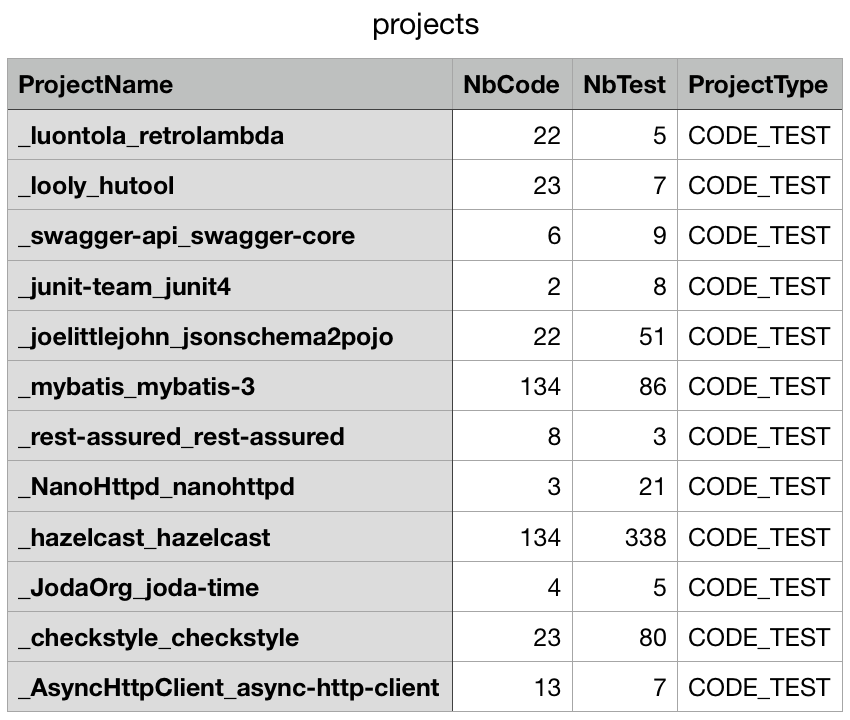 projects
ProjectName NbCode NbTest ProjectType
_luontola_retrolambda 22 5 CODE_TEST
_looly_hutool 23 7 CODE_TEST
_swagger-api_swagger-core 6 9 CODE_TEST
_junit-team_junit4 2 8 CODE_TEST
_joelittlejohn_jsonschema2pojo 22 51 CODE_TEST
_mybatis_mybatis-3 134 86 CODE_TEST
_rest-assured_rest-assured 8 3 CODE_TEST
_NanoHttpd_nanohttpd 3 21 CODE_TEST
_hazelcast_hazelcast 134 338 CODE_TEST
_JodaOrg_joda-time 4 5 CODE_TEST
_checkstyle_checkstyle 23 80 CODE_TEST
_AsyncHttpClient_async-http-client 13 7 CODE_TEST